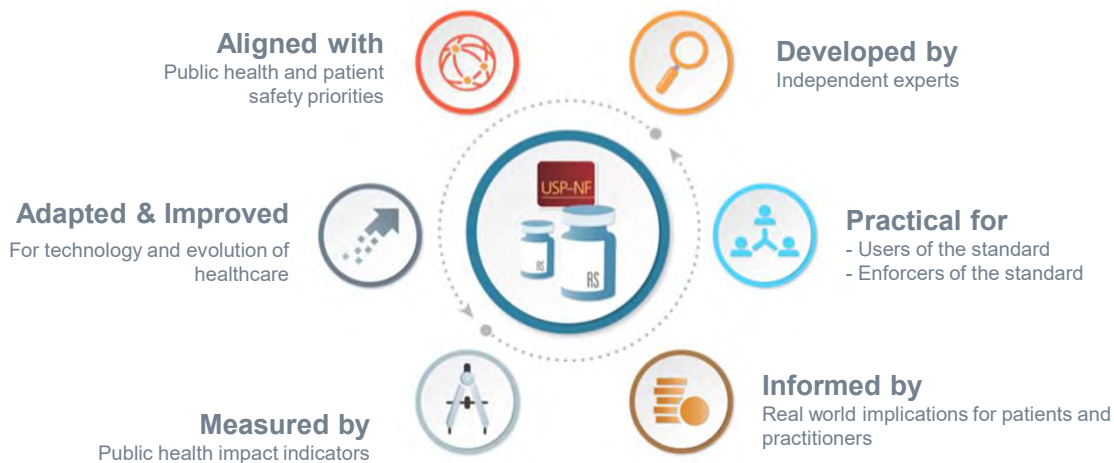 Aligned with
Public health and patient
safety priorities
Developed by
Independent experts
USP–NF
RS
RS
Adapted & Improved
For technology and evolution of
healthcare
Practical for
- Users of the standard
- Enforcers of the standard
Measured by
Public health impact indicators
Informed by
Real world implications for patients and
practitioners